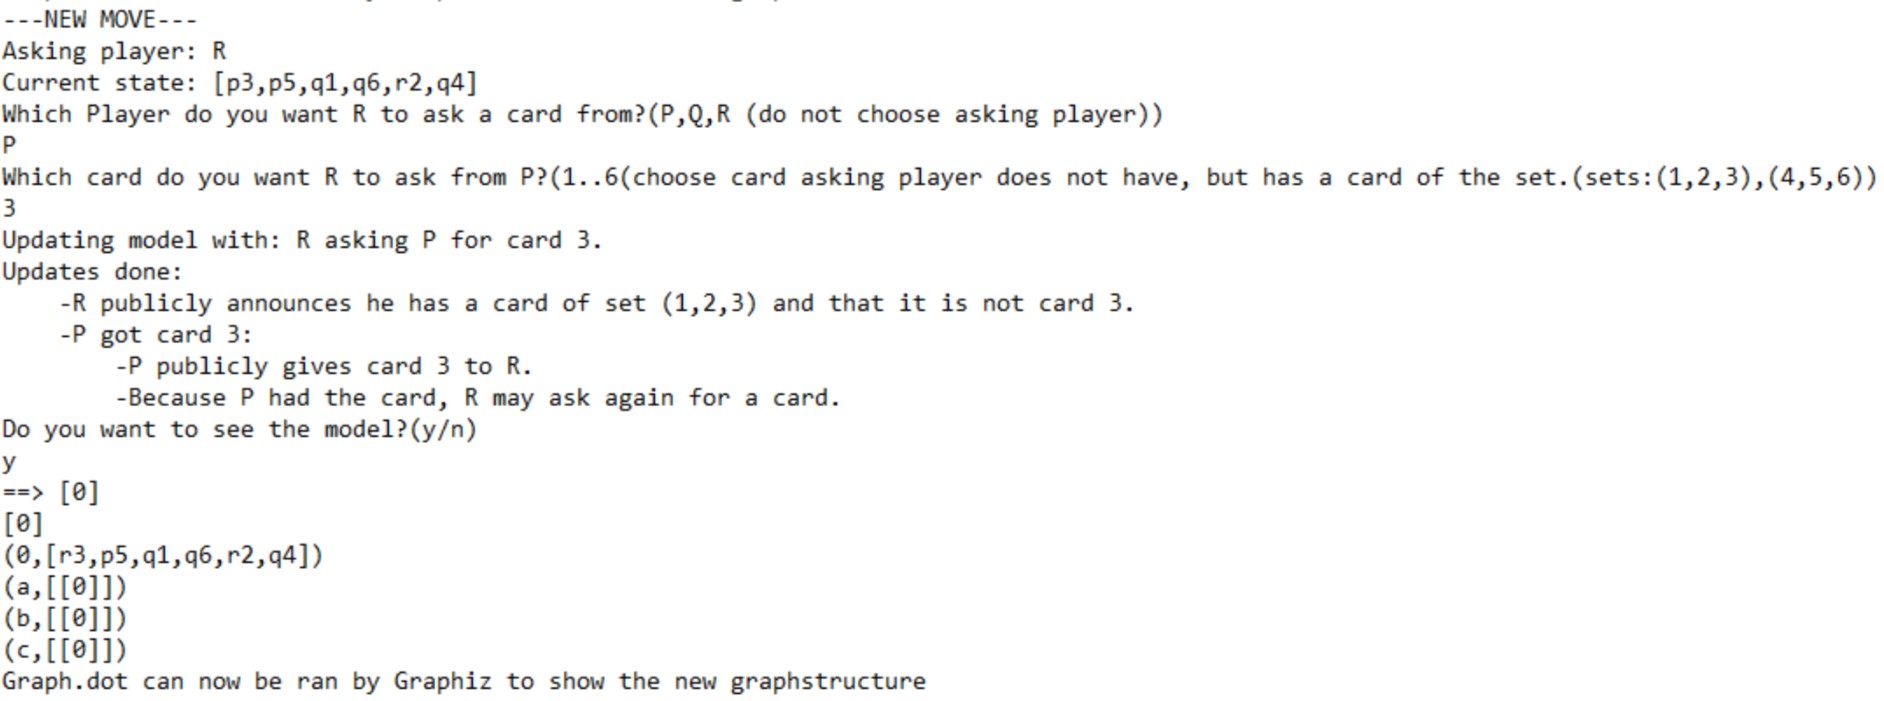 ---NEW MOVE---
Asking player: R
Current state: [p3,p5,q1,q6,r2,q4]
Which Player do you want R to ask a card from?(P,Q,R (do not choose asking player))
P
Which card do you want R to ask from P?(1..6(choose card asking player does not have, but has a card of the set.(sets:(1,2,3),(4,5,6))
3
Updating model with: R asking P for card 3.
Updates done:
    -R publicly announces he has a card of set (1,2,3) and that it is not card 3.
    -P got card 3:
        -P publicly gives card 3 to R.
        -Because P had the card, R may ask again for a card.
Do you want to see the model?(y/n)
y
==> [0]
[0]
(0,[r3,p5,q1,q6,r2,q4])
(a,[[0]])
(b,[[0]])
(c,[[0]])
Graph.dot can now be ran by Graphiz to show the new graphstructure